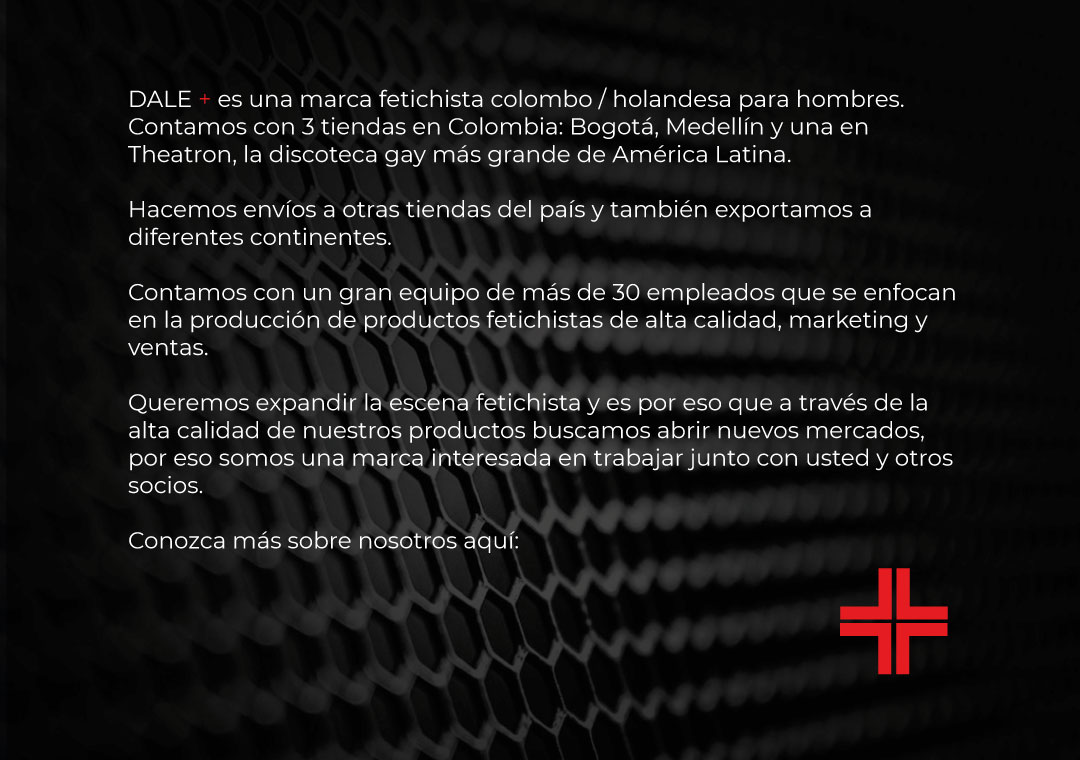 DALE + es una marca fetichista colombo / holandesa para hombres.
Contamos con 3 tiendas en Colombia: Bogotá, Medellín y una en
Theatron, la discoteca gay más grande de América Latina.
Hacemos envíos a otras tiendas del país y también exportamos a
diferentes continentes.
Contamos con un gran equipo de más de 30 empleados que se enfocan
en la producción de productos fetichistas de alta calidad, marketing y
ventas.
Queremos expandir la escena fetichista y es por eso que a través de la
alta calidad de nuestros productos buscamos abrir nuevos mercados,
por eso somos una marca interesada en trabajar junto con usted y otros
socios.
Conozca más sobre nosotros aquí: